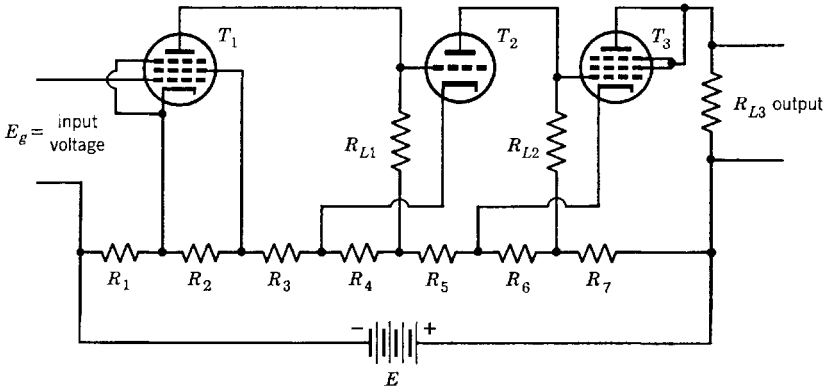 T1
T2
T3
Eg = input voltage
RL1
RL2
RL3 output
R1
R2
R3
R4
R5
R6
R7
- +
E